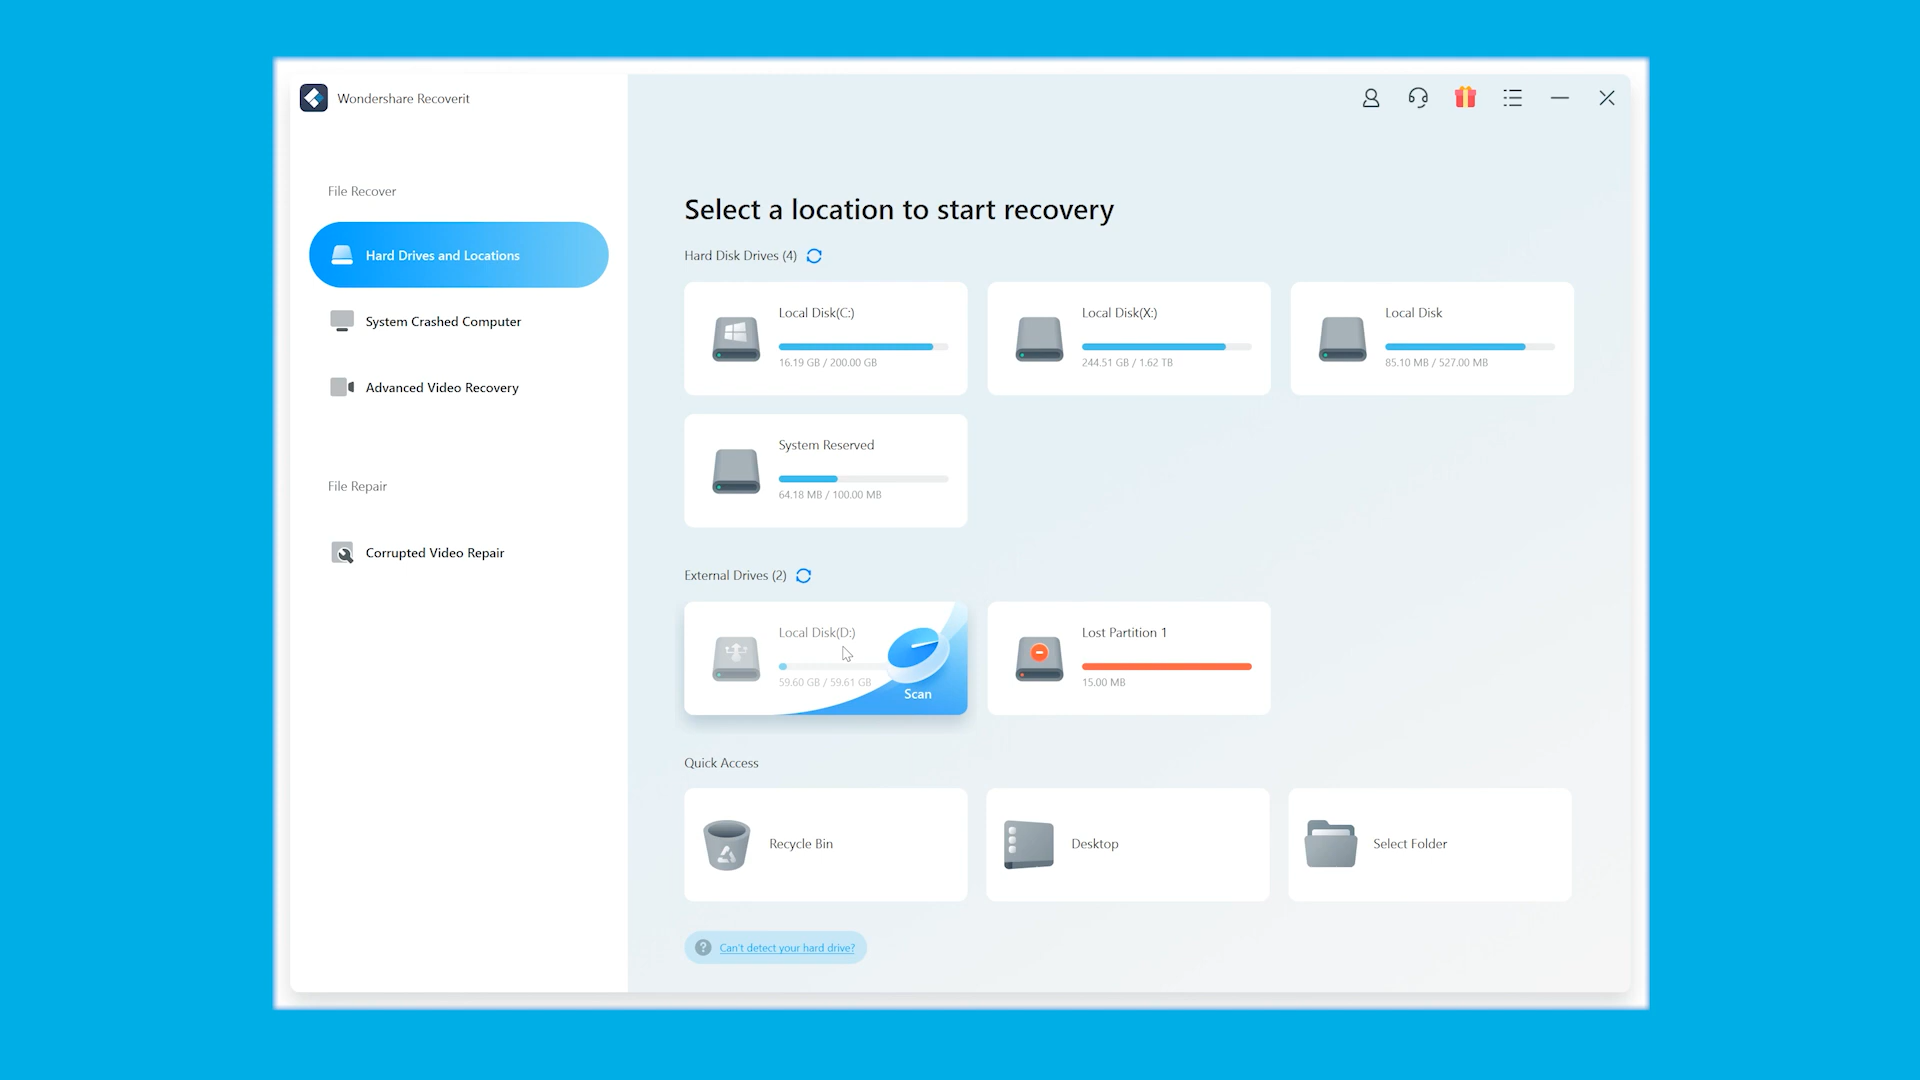 Wondershare Recoverit
File Recover
Hard Drives and Locations
System Crashed Computer
Advanced Video Recovery
File Repair
Corrupted Video Repair
Select a location to start recovery
Hard Disk Drives (4)
Local Disk(C:)
16.19 GB / 200.00 GB
Local Disk(X:)
244.51 GB / 1.62 TB
Local Disk
85.10 MB / 527.00 MB
System Reserved
64.18 MB / 100.00 MB
External Drives (2)
Local Disk(D:)
59.60 GB / 59.61 GB
Scan
Lost Partition 1
15.00 MB
Quick Access
Recycle Bin
Desktop
Select Folder
? Can't detect your hard drive?